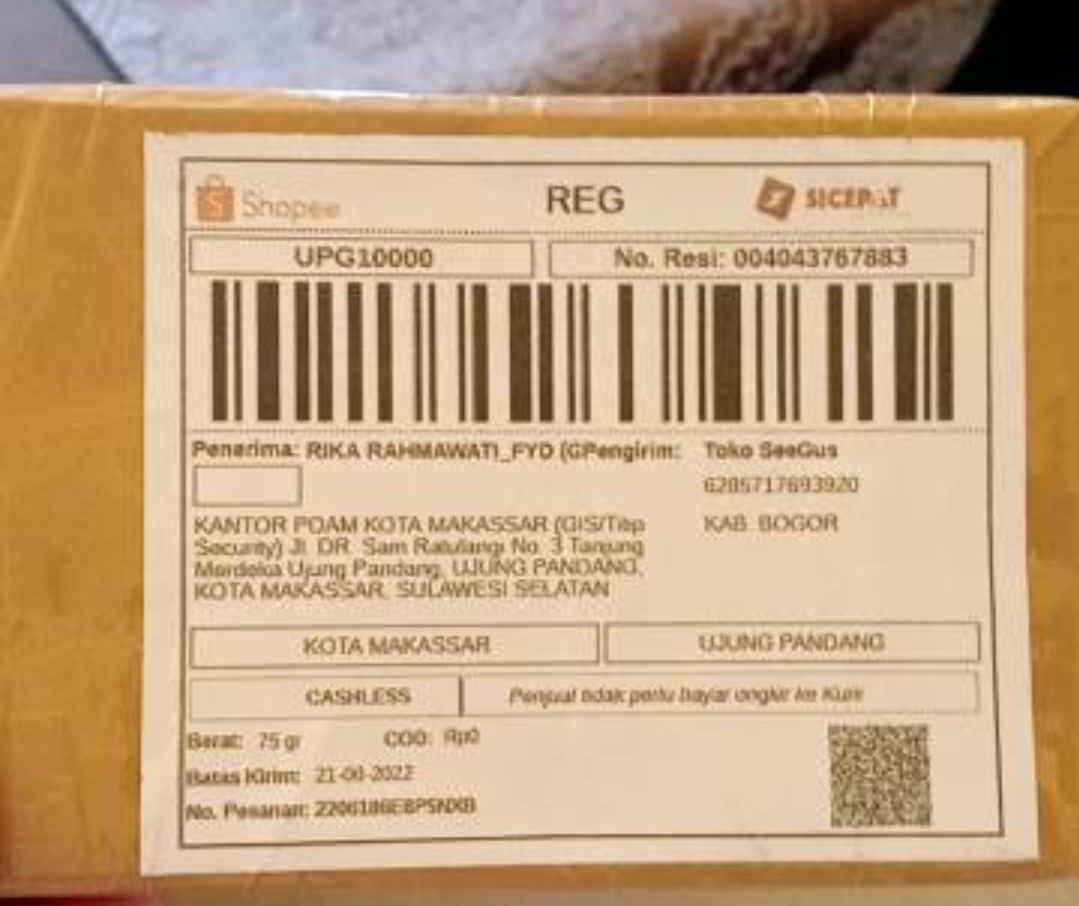 Shopee
REG
SICEPAT
UPG10000
No. Resi: 004043767883
Penerima: RIKA RAHMAWATI_FYD (GPengirim: Toko SeeGus
6285717693920
KANTOR PDAM KOTA MAKASSAR (GIS/Titip
KAB. BOGOR
Security) Jl. DR. Sam Ratulangi No. 3 Tanjung
Merdeka Ujung Pandang, UJUNG PANDANG,
KOTA MAKASSAR, SULAWESI SELATAN
KOTA MAKASSAR
UJUNG PANDANG
CASHLESS
Penjual tidak perlu bayar ongkir ke Kurir
Berat: 75 gr
COD: Rp0
Batas Kirim: 21-06-2022
No. Pesanan: